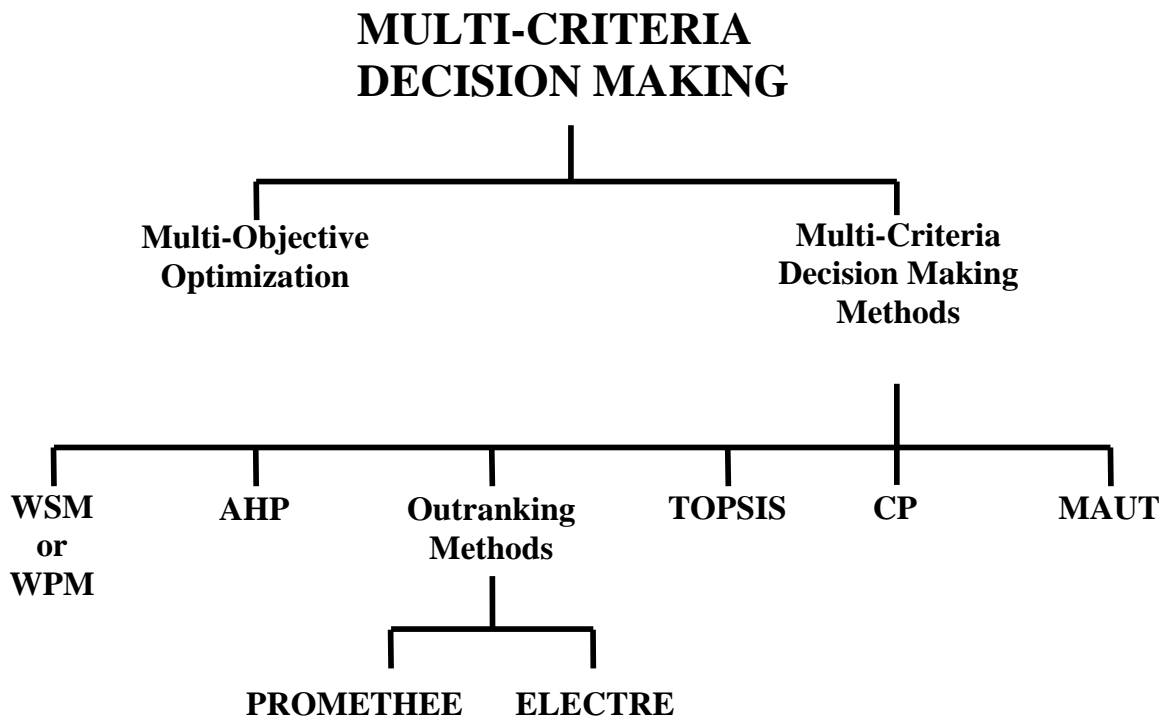 MULTI-CRITERIA
DECISION MAKING
Multi-Objective
Optimization
Multi-Criteria
Decision Making
Methods
WSM
or
WPM
AHP
Outranking
Methods
TOPSIS
CP
MAUT
PROMETHEE
ELECTRE